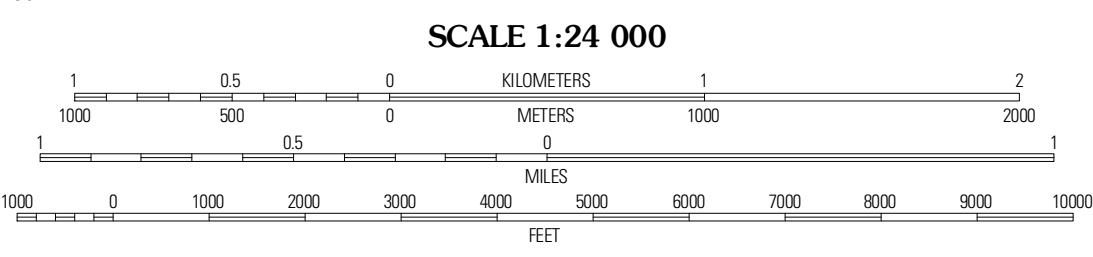 SCALE 1:24 000
1 0.5 0 KILOMETERS 1 2
1000 500 0 METERS 1000 2000
1 0.5 0 1
MILES
1000 0 1000 2000 3000 4000 5000 6000 7000 8000 9000 10000
FEET